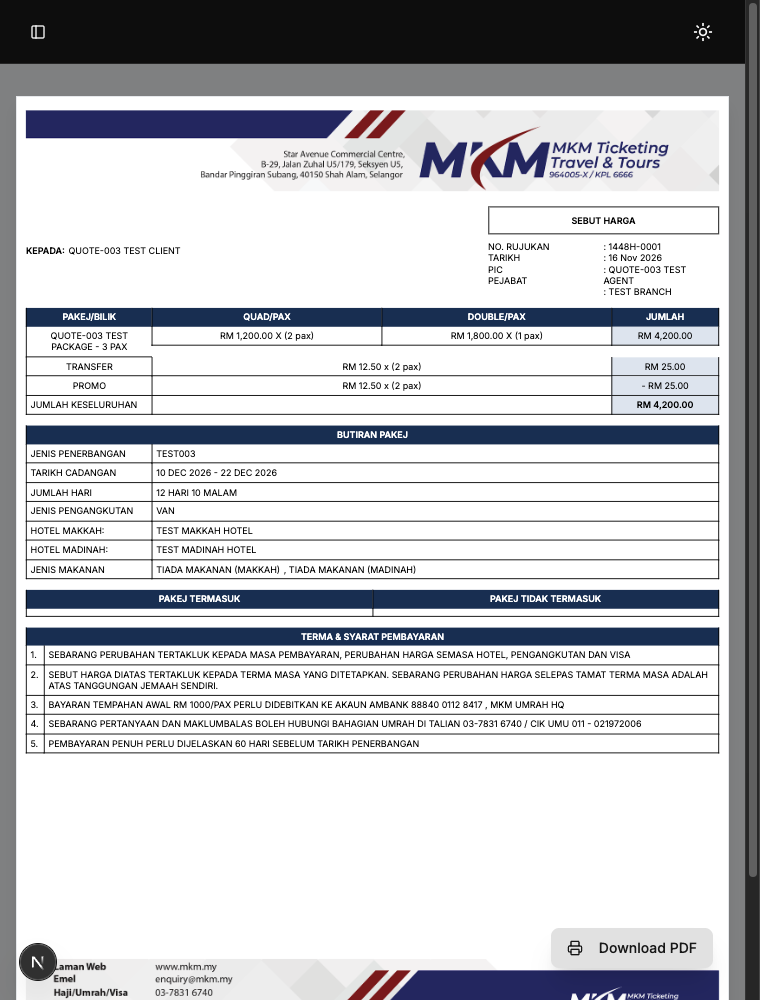 Star Avenue Commercial Centre,
B-29, Jalan Zuhal U5/179, Seksyen U5,
Bandar Pinggiran Subang, 40150 Shah Alam, Selangor
MKM
MKM Ticketing
Travel & Tours
964005-X / KPL 6666
SEBUT HARGA
KEPADA: QUOTE-003 TEST CLIENT
NO. RUJUKAN : 1448H-0001
TARIKH : 16 Nov 2026
PIC : QUOTE-003 TEST
PEJABAT AGENT
: TEST BRANCH
PAKEJ/BILIK QUAD/PAX DOUBLE/PAX JUMLAH
QUOTE-003 TEST RM 1,200.00 X (2 pax) RM 1,800.00 X (1 pax) RM 4,200.00
PACKAGE - 3 PAX
TRANSFER RM 12.50 x (2 pax) RM 25.00
PROMO RM 12.50 x (2 pax) - RM 25.00
JUMLAH KESELURUHAN RM 4,200.00
BUTIRAN PAKEJ
JENIS PENERBANGAN TEST003
TARIKH CADANGAN 10 DEC 2026 - 22 DEC 2026
JUMLAH HARI 12 HARI 10 MALAM
JENIS PENGANGKUTAN VAN
HOTEL MAKKAH: TEST MAKKAH HOTEL
HOTEL MADINAH: TEST MADINAH HOTEL
JENIS MAKANAN TIADA MAKANAN (MAKKAH) , TIADA MAKANAN (MADINAH)
PAKEJ TERMASUK PAKEJ TIDAK TERMASUK
TERMA & SYARAT PEMBAYARAN
1. SEBARANG PERUBAHAN TERTAKLUK KEPADA MASA PEMBAYARAN, PERUBAHAN HARGA SEMASA HOTEL, PENGANGKUTAN DAN VISA
2. SEBUT HARGA DIATAS TERTAKLUK KEPADA TERMA MASA YANG DITETAPKAN. SEBARANG PERUBAHAN HARGA SELEPAS TAMAT TERMA MASA ADALAH
ATAS TANGGUNGAN JEMAAH SENDIRI.
3. BAYARAN TEMPAHAN AWAL RM 1000/PAX PERLU DIDEBITKAN KE AKAUN AMBANK 88840 0112 8417 , MKM UMRAH HQ
4. SEBARANG PERTANYAAN DAN MAKLUMBALAS BOLEH HUBUNGI BAHAGIAN UMRAH DI TALIAN 03-7831 6740 / CIK UMU 011 - 021972006
5. PEMBAYARAN PENUH PERLU DIJELASKAN 60 HARI SEBELUM TARIKH PENERBANGAN
Download PDF
N
Laman Web www.mkm.my
Emel enquiry@mkm.my
Haji/Umrah/Visa 03-7831 6740
MKM Ticketing